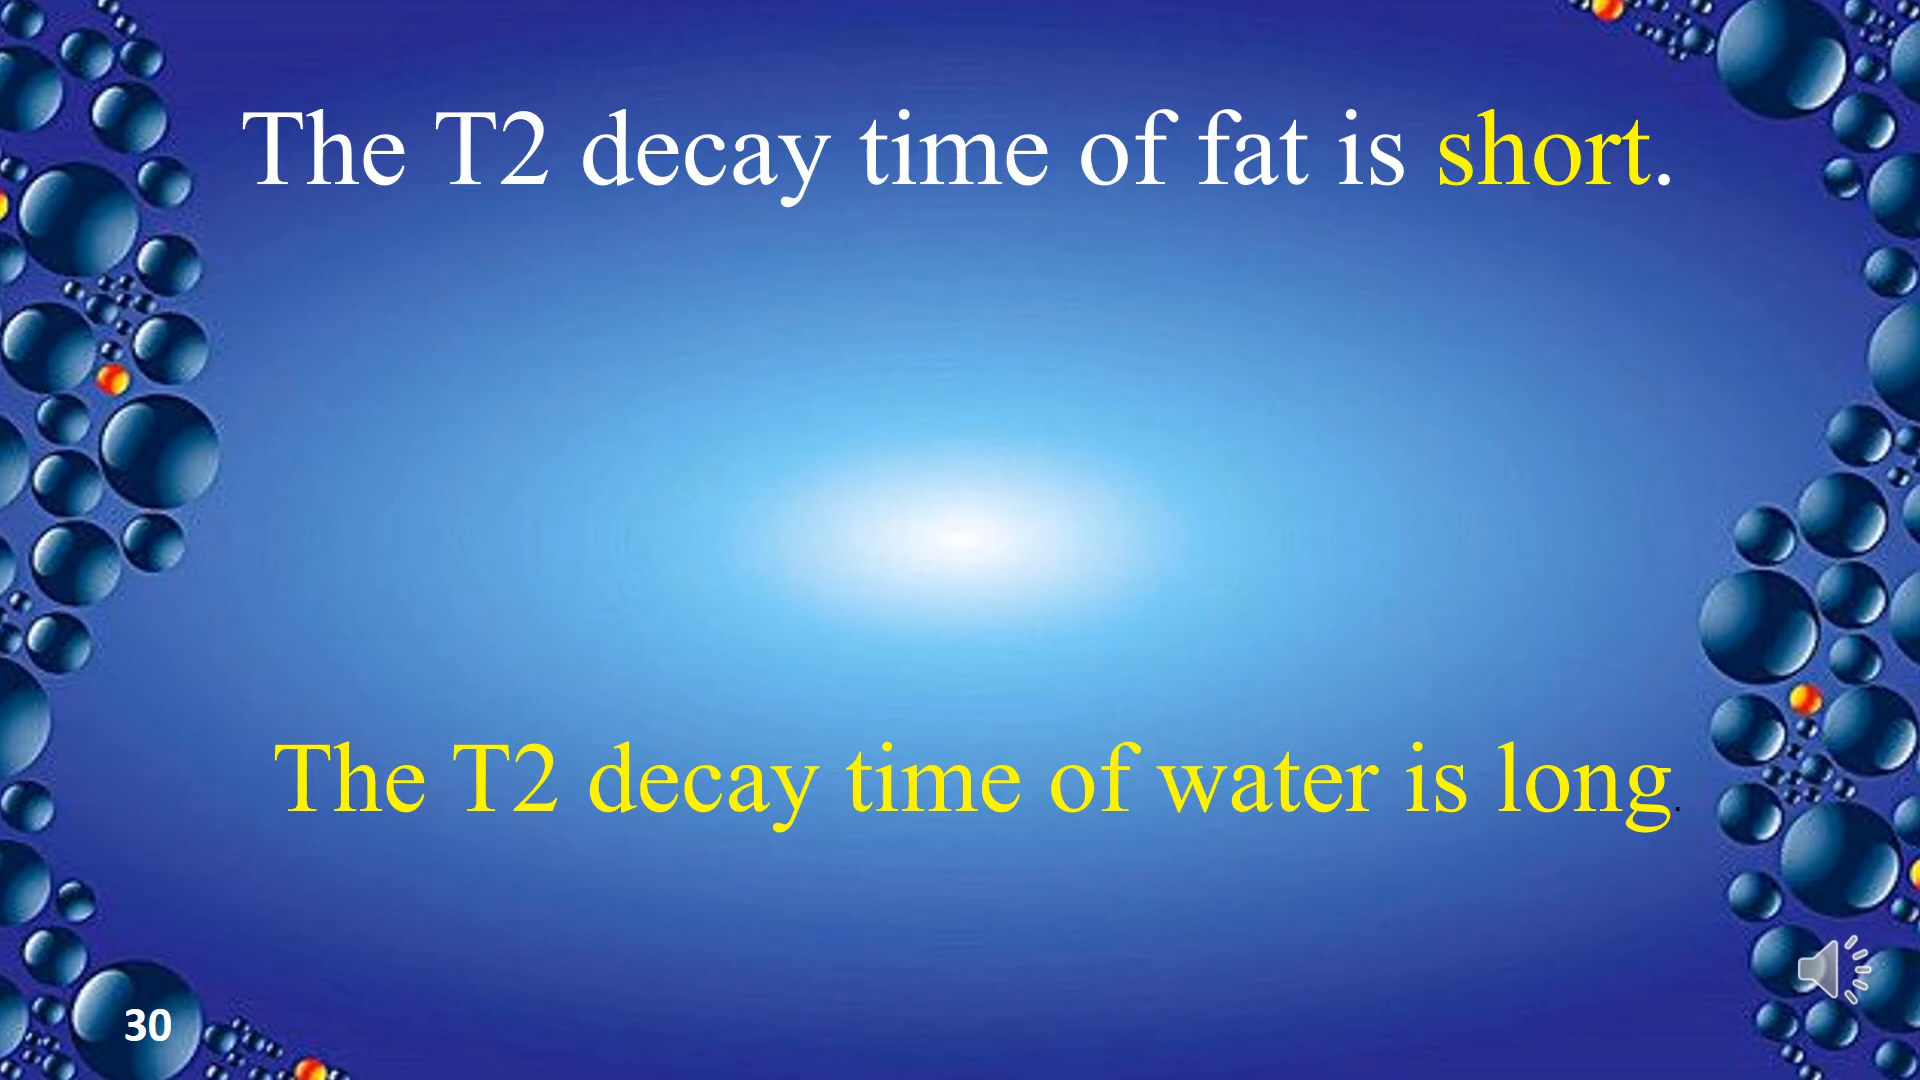 The T2 decay time of fat is short.
The T2 decay time of water is long.
30